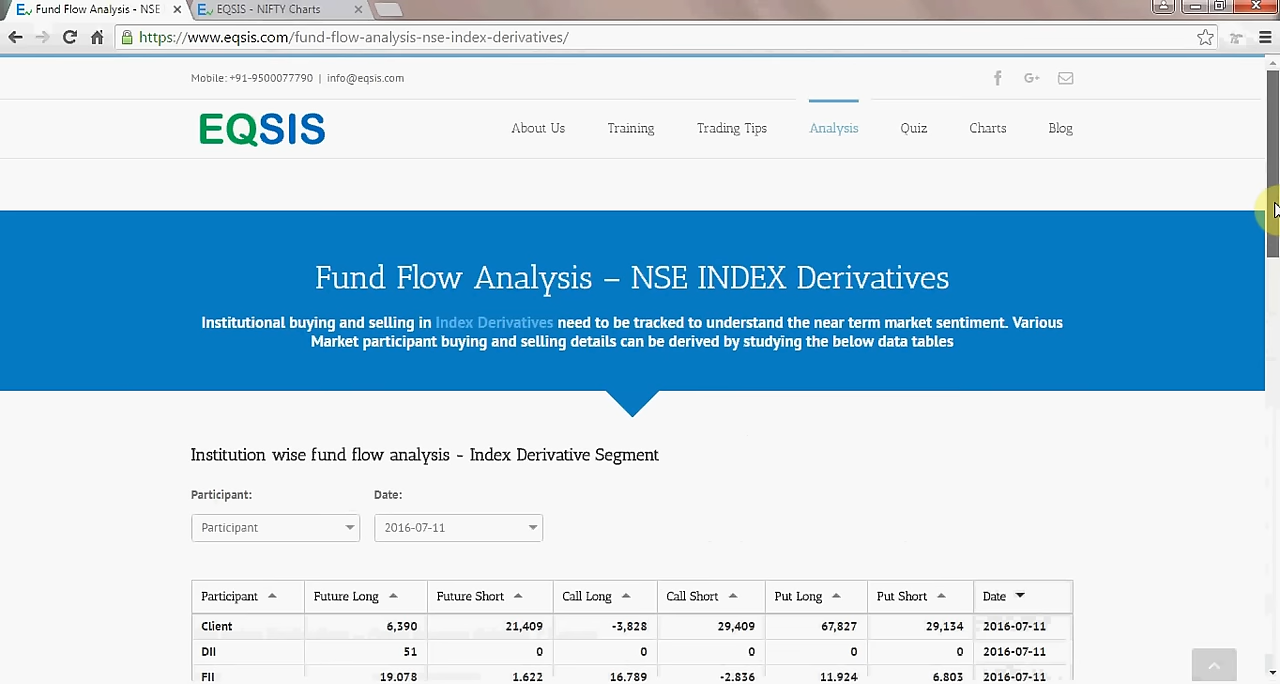 Fund Flow Analysis - NSE
EQSIS - NIFTY Charts
https://www.eqsis.com/fund-flow-analysis-nse-index-derivatives/
Mobile: +91-9500077790 | info@eqsis.com
EQSIS
About Us Training Trading Tips Analysis Quiz Charts Blog
Fund Flow Analysis – NSE INDEX Derivatives
Institutional buying and selling in Index Derivatives need to be tracked to understand the near term market sentiment. Various
Market participant buying and selling details can be derived by studying the below data tables
Institution wise fund flow analysis - Index Derivative Segment
Participant: Date:
Participant 2016-07-11
Participant Future Long Future Short Call Long Call Short Put Long Put Short Date
Client 6,390 21,409 -3,828 29,409 67,827 29,134 2016-07-11
DII 51 0 0 0 0 0 2016-07-11
FII 19,078 1,622 16,789 -2,836 11,924 6,803 2016-07-11